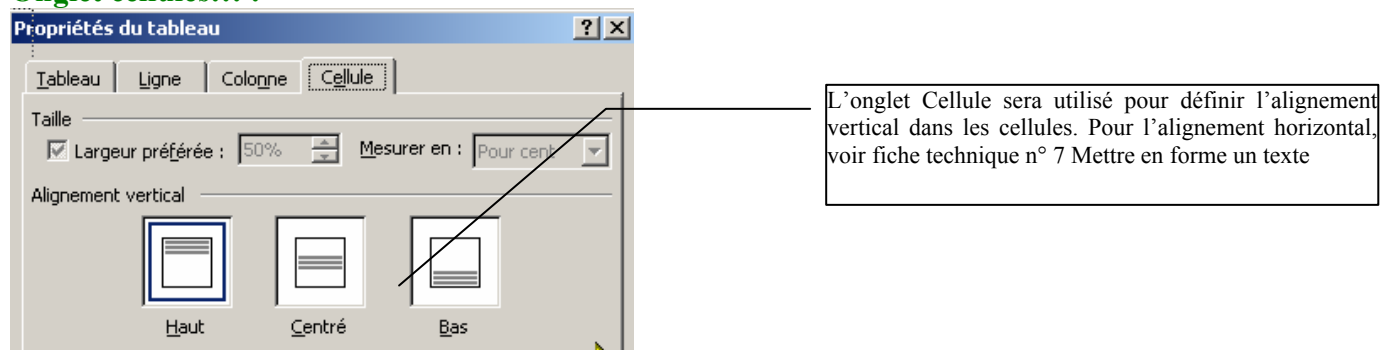 Onglet cellules… :
Propriétés du tableau
Tableau Ligne Colonne Cellule
Taille
Largeur préférée : 50% Mesurer en : Pour cent
Alignement vertical
Haut Centré Bas
L’onglet Cellule sera utilisé pour définir l’alignement
vertical dans les cellules. Pour l’alignement horizontal,
voir fiche technique n° 7 Mettre en forme un texte